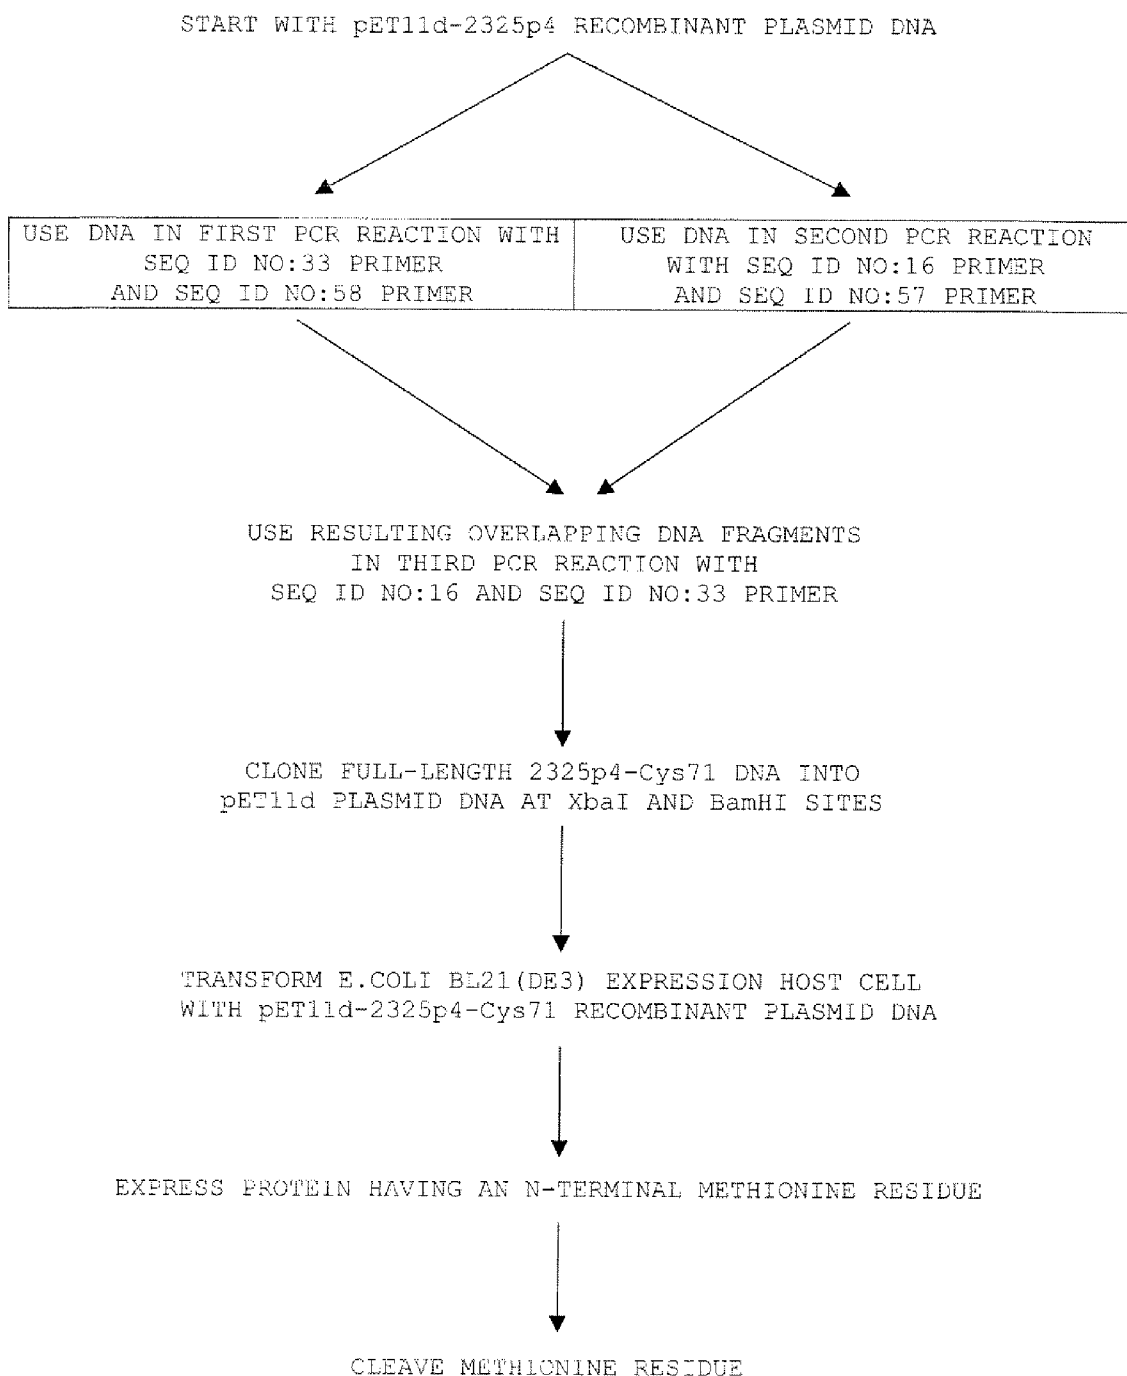 START WITH pET11d-2325p4 RECOMBINANT PLASMID DNA
USE DNA IN FIRST PCR REACTION WITH
SEQ ID NO:33 PRIMER
AND SEQ ID NO:58 PRIMER
USE DNA IN SECOND PCR REACTION
WITH SEQ ID NO:16 PRIMER
AND SEQ ID NO:57 PRIMER
USE RESULTING OVERLAPPING DNA FRAGMENTS
IN THIRD PCR REACTION WITH
SEQ ID NO:16 AND SEQ ID NO:33 PRIMER
CLONE FULL-LENGTH 2325p4-Cys71 DNA INTO
pET11d PLASMID DNA AT XbaI AND BamHI SITES
TRANSFORM E.COLI BL21(DE3) EXPRESSION HOST CELL
WITH pET11d-2325p4-Cys71 RECOMBINANT PLASMID DNA
EXPRESS PROTEIN HAVING AN N-TERMINAL METHIONINE RESIDUE
CLEAVE METHIONINE RESIDUE